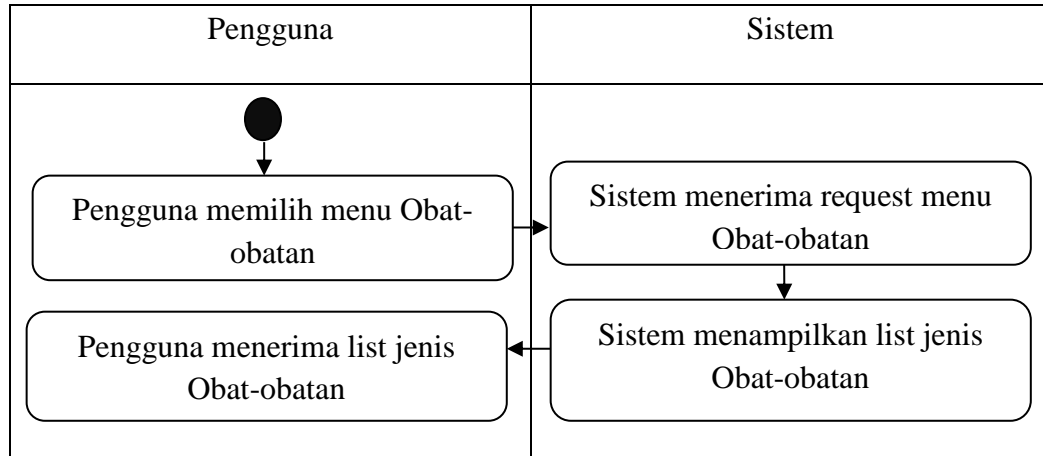 Pengguna
Sistem
Pengguna memilih menu Obat-
obatan
Sistem menerima request menu
Obat-obatan
Sistem menampilkan list jenis
Obat-obatan
Pengguna menerima list jenis
Obat-obatan